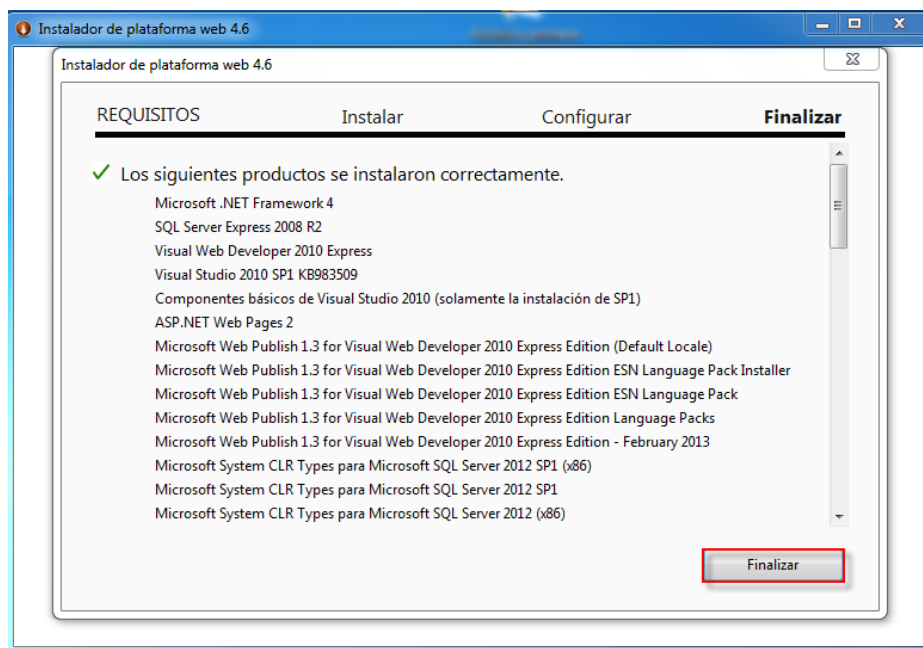 Instalador de plataforma web 4.6
Instalador de plataforma web 4.6
REQUISITOS Instalar Configurar Finalizar
Los siguientes productos se instalaron correctamente.
Microsoft .NET Framework 4
SQL Server Express 2008 R2
Visual Web Developer 2010 Express
Visual Studio 2010 SP1 KB983509
Componentes básicos de Visual Studio 2010 (solamente la instalación de SP1)
ASP.NET Web Pages 2
Microsoft Web Publish 1.3 for Visual Web Developer 2010 Express Edition (Default Locale)
Microsoft Web Publish 1.3 for Visual Web Developer 2010 Express Edition ESN Language Pack Installer
Microsoft Web Publish 1.3 for Visual Web Developer 2010 Express Edition ESN Language Pack
Microsoft Web Publish 1.3 for Visual Web Developer 2010 Express Edition Language Packs
Microsoft Web Publish 1.3 for Visual Web Developer 2010 Express Edition - February 2013
Microsoft System CLR Types para Microsoft SQL Server 2012 SP1 (x86)
Microsoft System CLR Types para Microsoft SQL Server 2012 SP1
Microsoft System CLR Types para Microsoft SQL Server 2012 (x86)
Finalizar